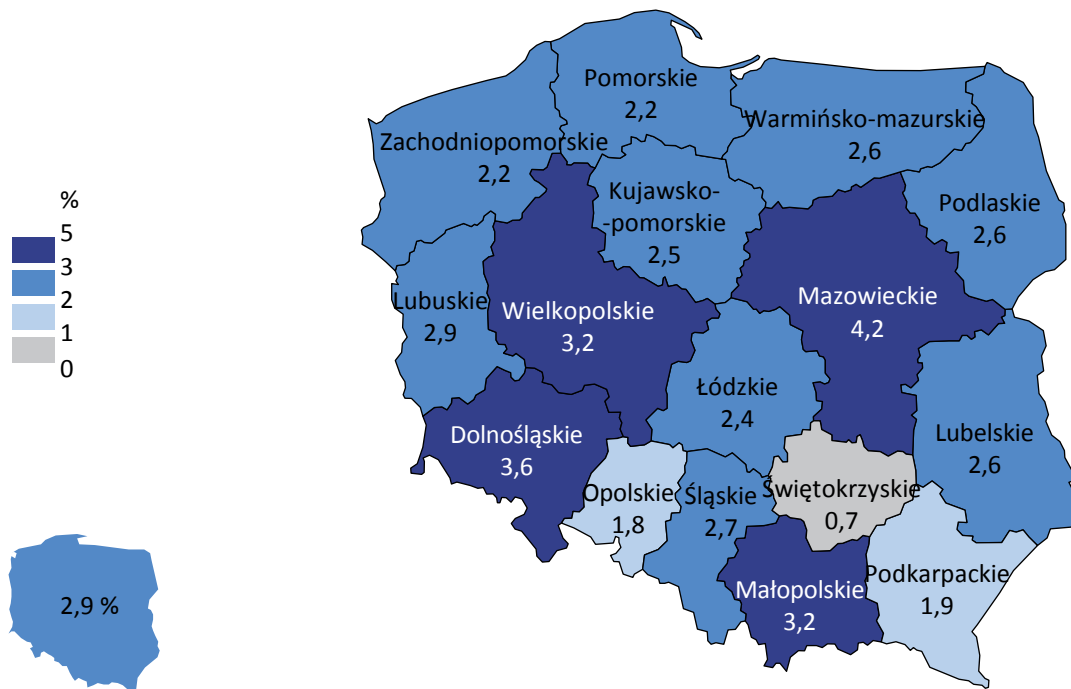 Pomorskie
2,2
Warmińsko-mazurskie
2,6
Zachodniopomorskie
2,2
Kujawsko-
-pomorskie
2,5
Podlaskie
2,6
%
5
3
2
1
0
Lubuskie
2,9
Wielkopolskie
3,2
Mazowieckie
4,2
Łódzkie
2,4
Dolnośląskie
3,6
Lubelskie
2,6
Opolskie
1,8
Śląskie
2,7
Świętokrzyskie
0,7
Małopolskie
3,2
Podkarpackie
1,9
2,9 %